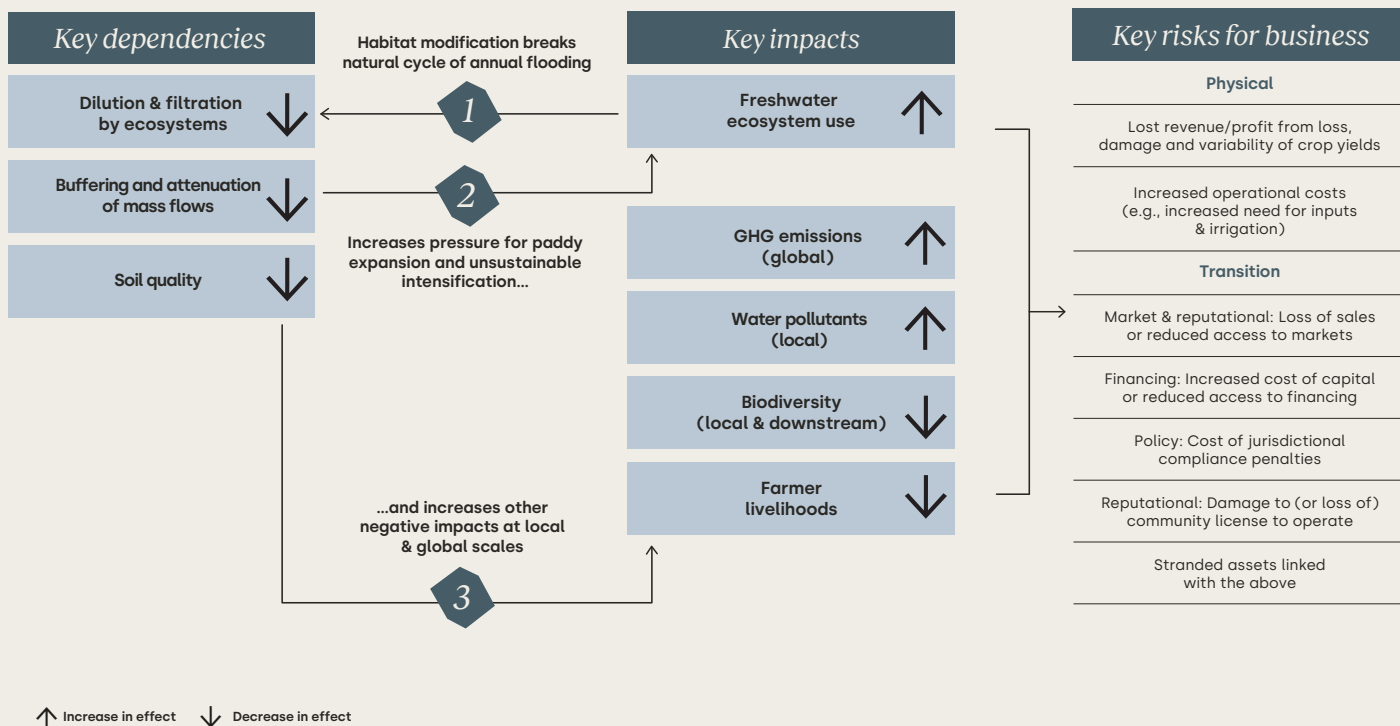 Key dependencies
Dilution & filtration
by ecosystems
Buffering and attenuation
of mass flows
Soil quality
Habitat modification breaks
natural cycle of annual flooding
1
2
Increases pressure for paddy
expansion and unsustainable
intensification...
...and increases other
negative impacts at local
& global scales
3
Key impacts
Freshwater
ecosystem use
GHG emissions
(global)
Water pollutants
(local)
Biodiversity
(local & downstream)
Farmer
livelihoods
Key risks for business
Physical
Lost revenue/profit from loss,
damage and variability of crop yields
Increased operational costs
(e.g., increased need for inputs
& irrigation)
Transition
Market & reputational: Loss of sales
or reduced access to markets
Financing: Increased cost of capital
or reduced access to financing
Policy: Cost of jurisdictional
compliance penalties
Reputational: Damage to (or loss of)
community license to operate
Stranded assets linked
with the above
Increase in effect
Decrease in effect